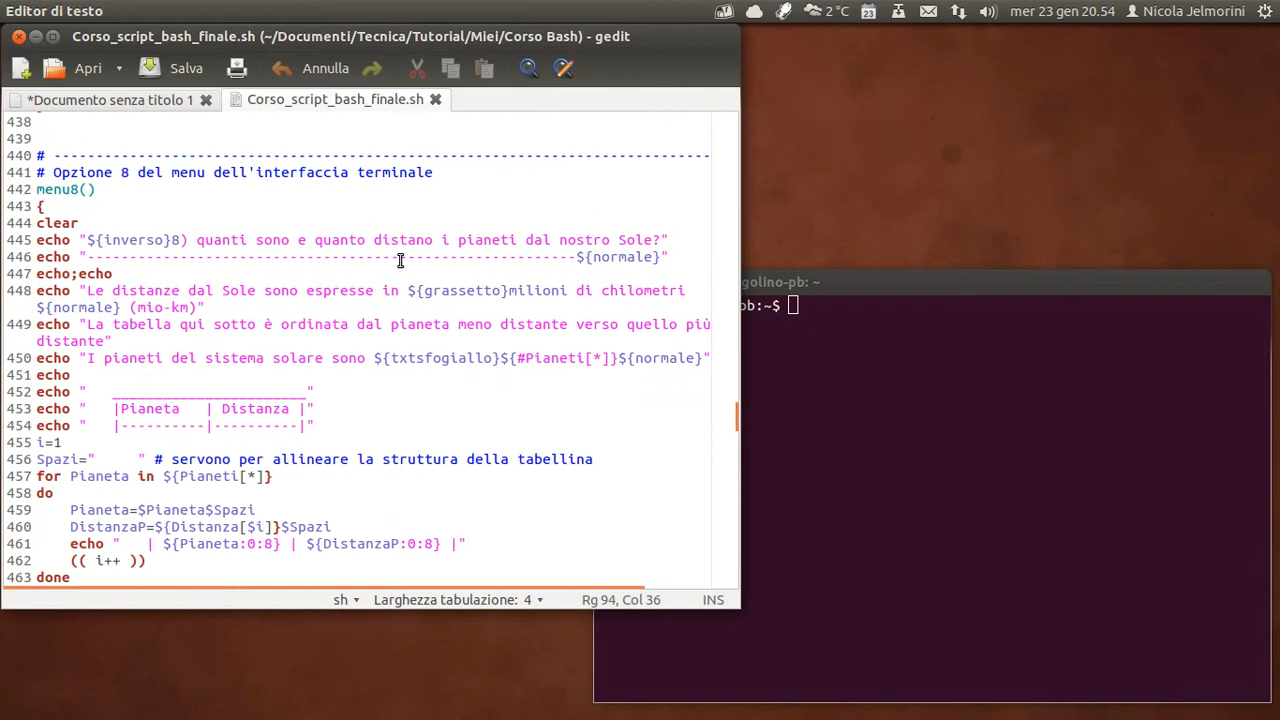 Editor di testo
2 °C
23
mer 23 gen 20.54
Nicola Jelmorini
Corso_script_bash_finale.sh (~/Documenti/Tecnica/Tutorial/Miei/Corso Bash) - gedit
Apri
Salva
Annulla
*Documento senza titolo 1
Corso_script_bash_finale.sh
438
439
440 # ------------------------------------------------------------------------------
441 # Opzione 8 del menu dell'interfaccia terminale
442 menu8()
443 {
444 clear
445 echo "${inverso}8) quanti sono e quanto distano i pianeti dal nostro Sole?"
446 echo "----------------------------------------------------------${normale}"
447 echo;echo
448 echo "Le distanze dal Sole sono espresse in ${grassetto}milioni di chilometri
${normale} (mio-km)"
449 echo "La tabella qui sotto è ordinata dal pianeta meno distante verso quello più
distante"
450 echo "I pianeti del sistema solare sono ${txtsfogiallo}${#Pianeti[*]}${normale}"
451 echo
452 echo "   _______________________"
453 echo "   |Pianeta   | Distanza |"
454 echo "   |----------|----------|"
455 i=1
456 Spazi="     " # servono per allineare la struttura della tabellina
457 for Pianeta in ${Pianeti[*]}
458 do
459     Pianeta=$Pianeta$Spazi
460     DistanzaP=${Distanza[$i]}$Spazi
461     echo "   | ${Pianeta:0:8} | ${DistanzaP:0:8} |"
462     (( i++ ))
463 done
sh
Larghezza tabulazione: 4
Rg 94, Col 36
INS
golino-pb: ~
pb:~$